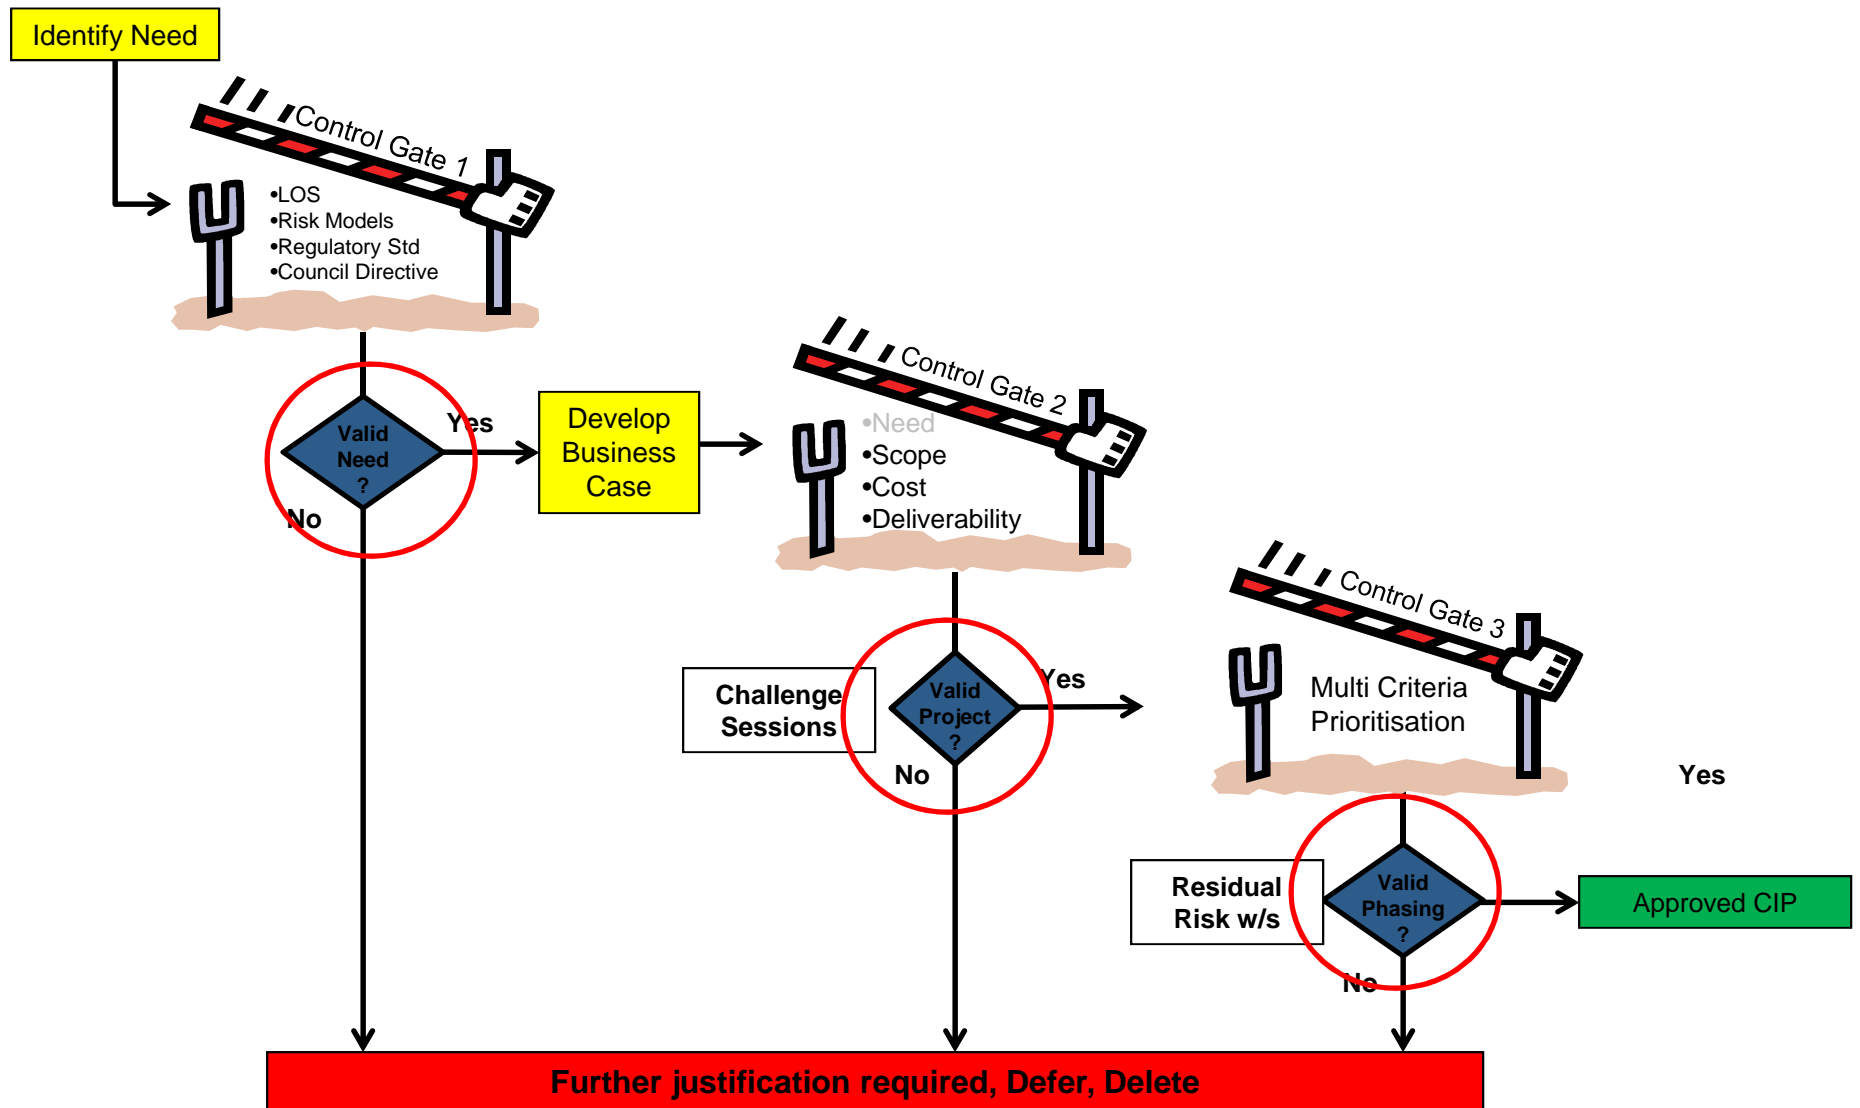 Identify Need
Control Gate 1
•LOS
•Risk Models
•Regulatory Std
•Council Directive
Valid
Need
?
Yes
No
Develop
Business
Case
Control Gate 2
•Need
•Scope
•Cost
•Deliverability
Challenge
Sessions
Valid
Project
?
Yes
No
Control Gate 3
Multi Criteria
Prioritisation
Yes
Residual
Risk w/s
Valid
Phasing
?
No
Approved CIP
Further justification required, Defer, Delete